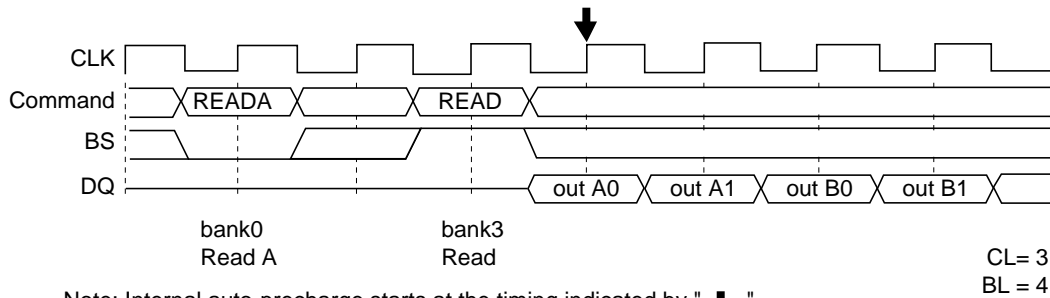 CLK
Command READA READ
BS
DQ out A0 out A1 out B0 out B1
bank0 bank3
Read A Read
CL= 3
BL = 4
Note: Internal auto-precharge starts at the timing indicated by " ".